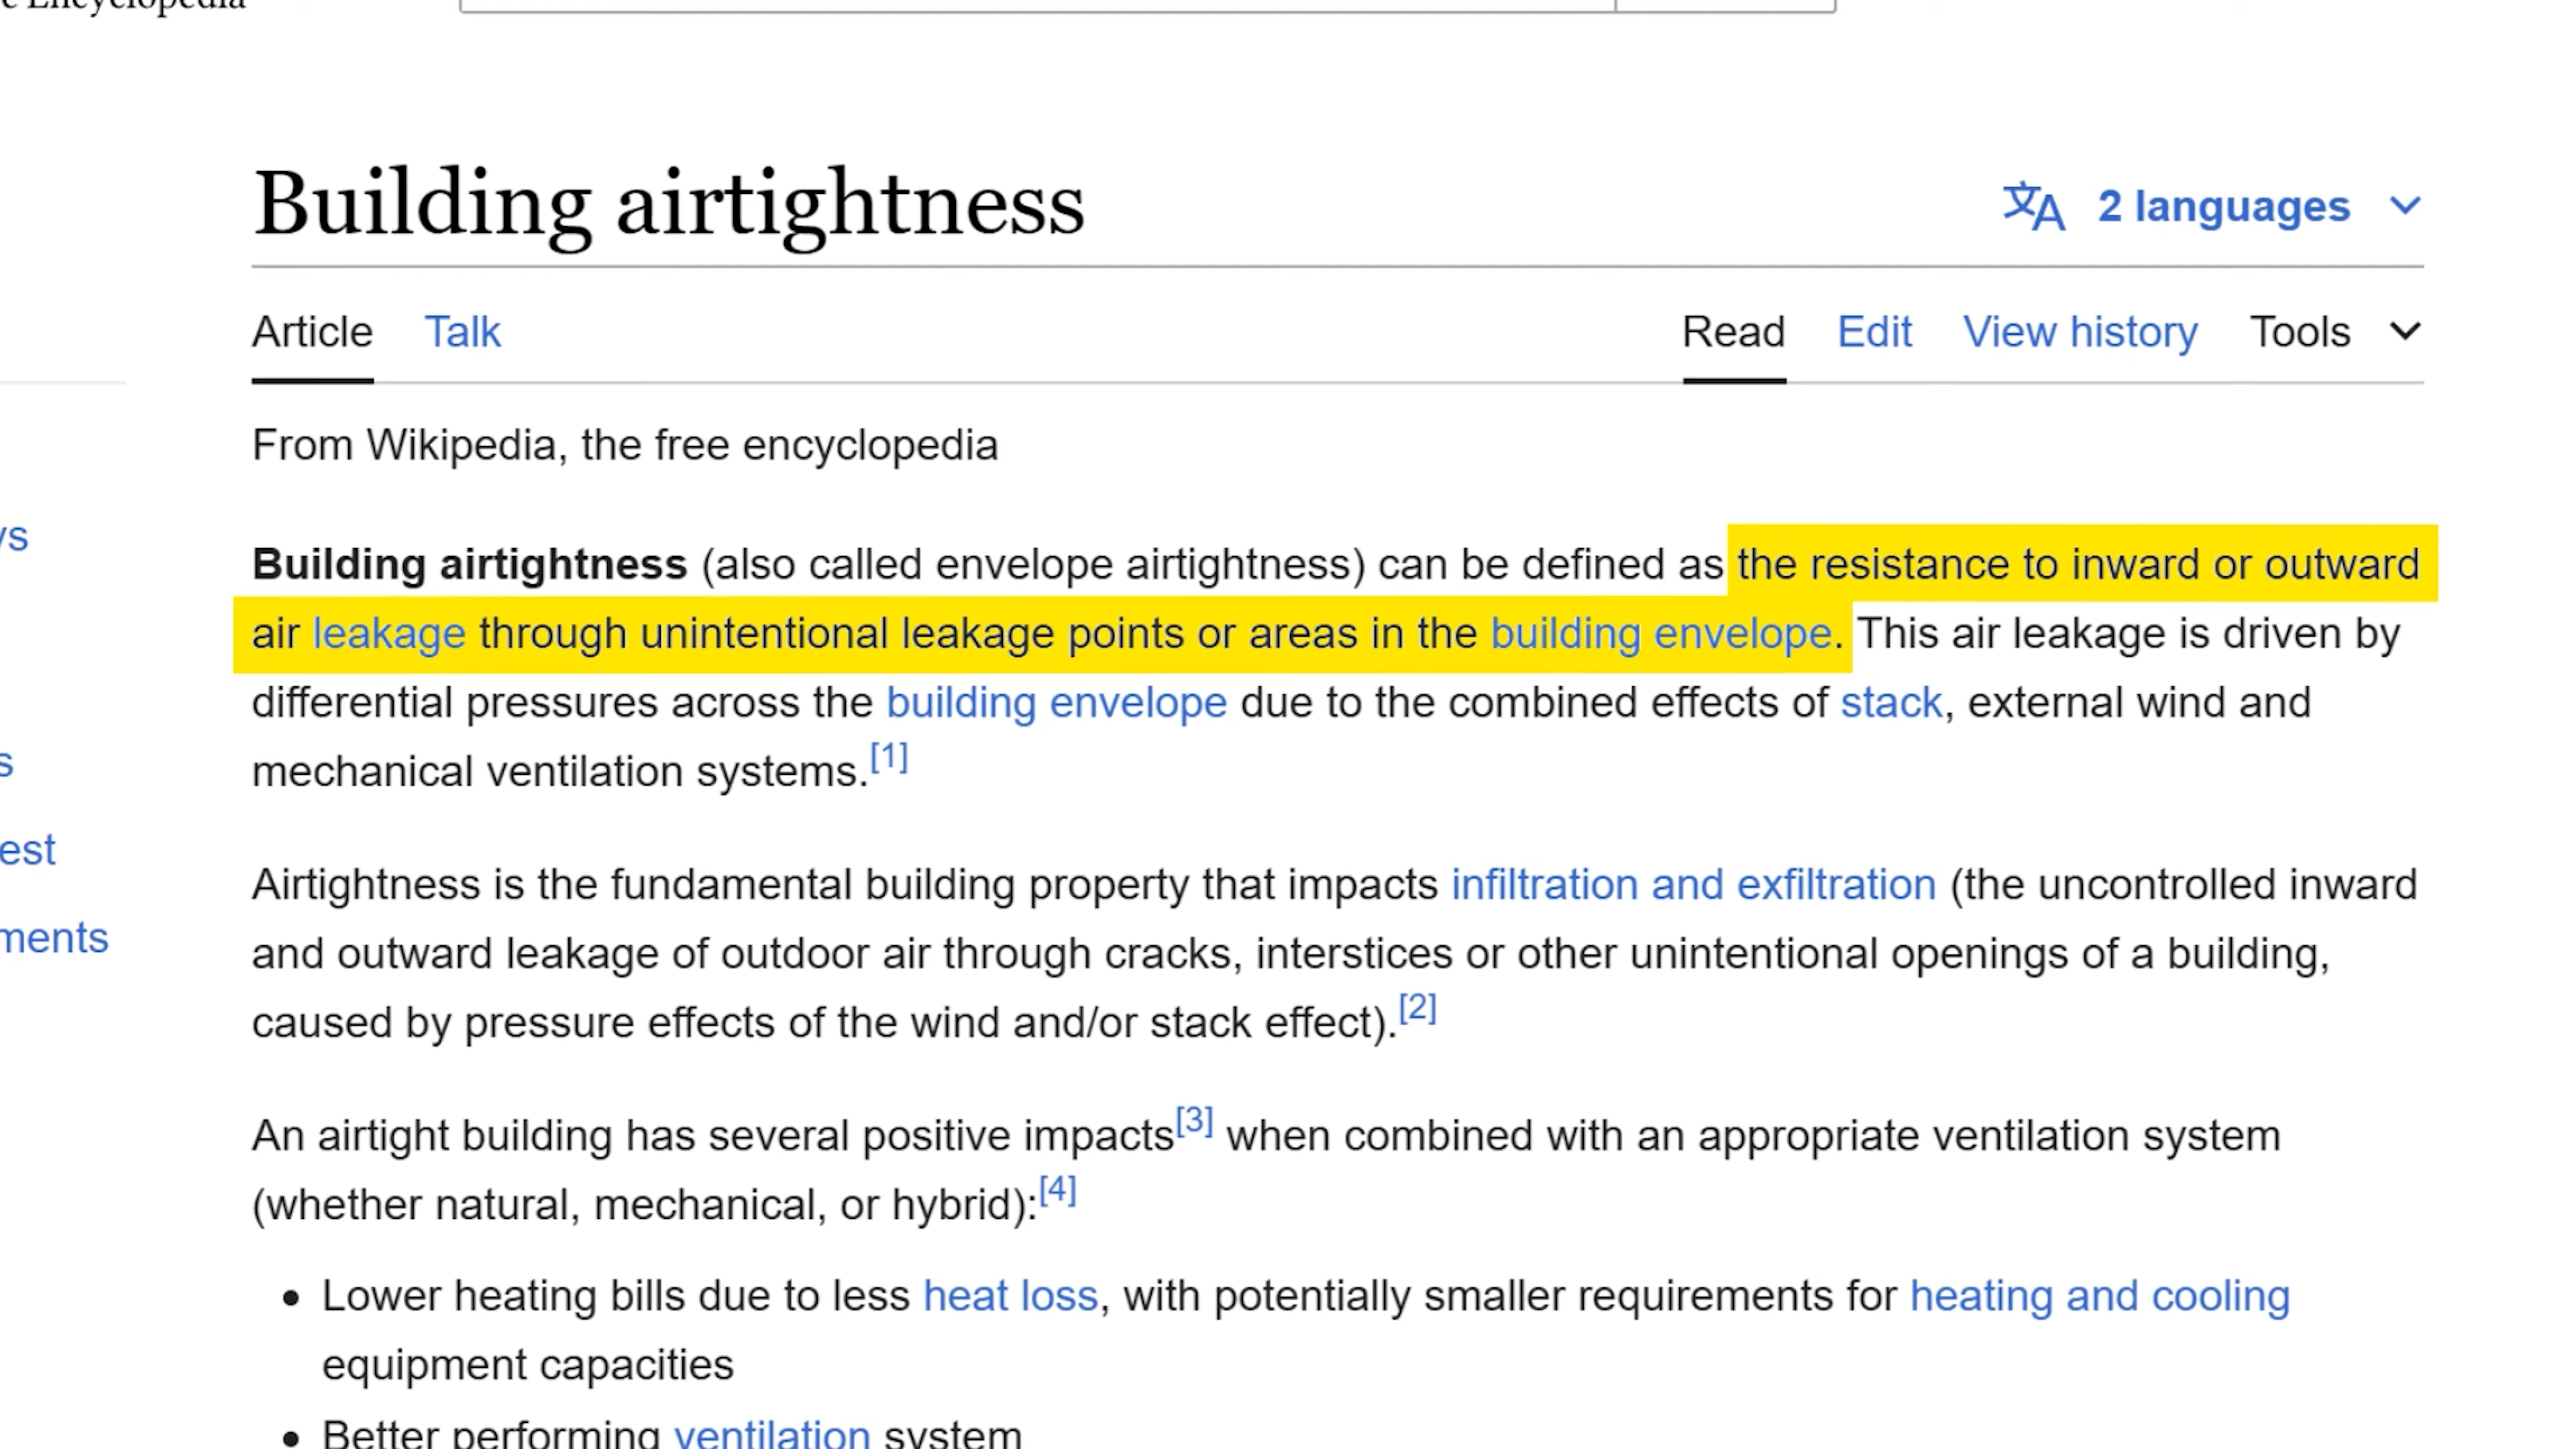 Encyclopedia
Building airtightness
文A 2 languages
Article Talk Read Edit View history Tools
From Wikipedia, the free encyclopedia
Building airtightness (also called envelope airtightness) can be defined as the resistance to inward or outward
air leakage through unintentional leakage points or areas in the building envelope. This air leakage is driven by
differential pressures across the building envelope due to the combined effects of stack, external wind and
mechanical ventilation systems.[1]
Airtightness is the fundamental building property that impacts infiltration and exfiltration (the uncontrolled inward
and outward leakage of outdoor air through cracks, interstices or other unintentional openings of a building,
caused by pressure effects of the wind and/or stack effect).[2]
An airtight building has several positive impacts[3] when combined with an appropriate ventilation system
(whether natural, mechanical, or hybrid):[4]
• Lower heating bills due to less heat loss, with potentially smaller requirements for heating and cooling
equipment capacities
• Better performing ventilation system